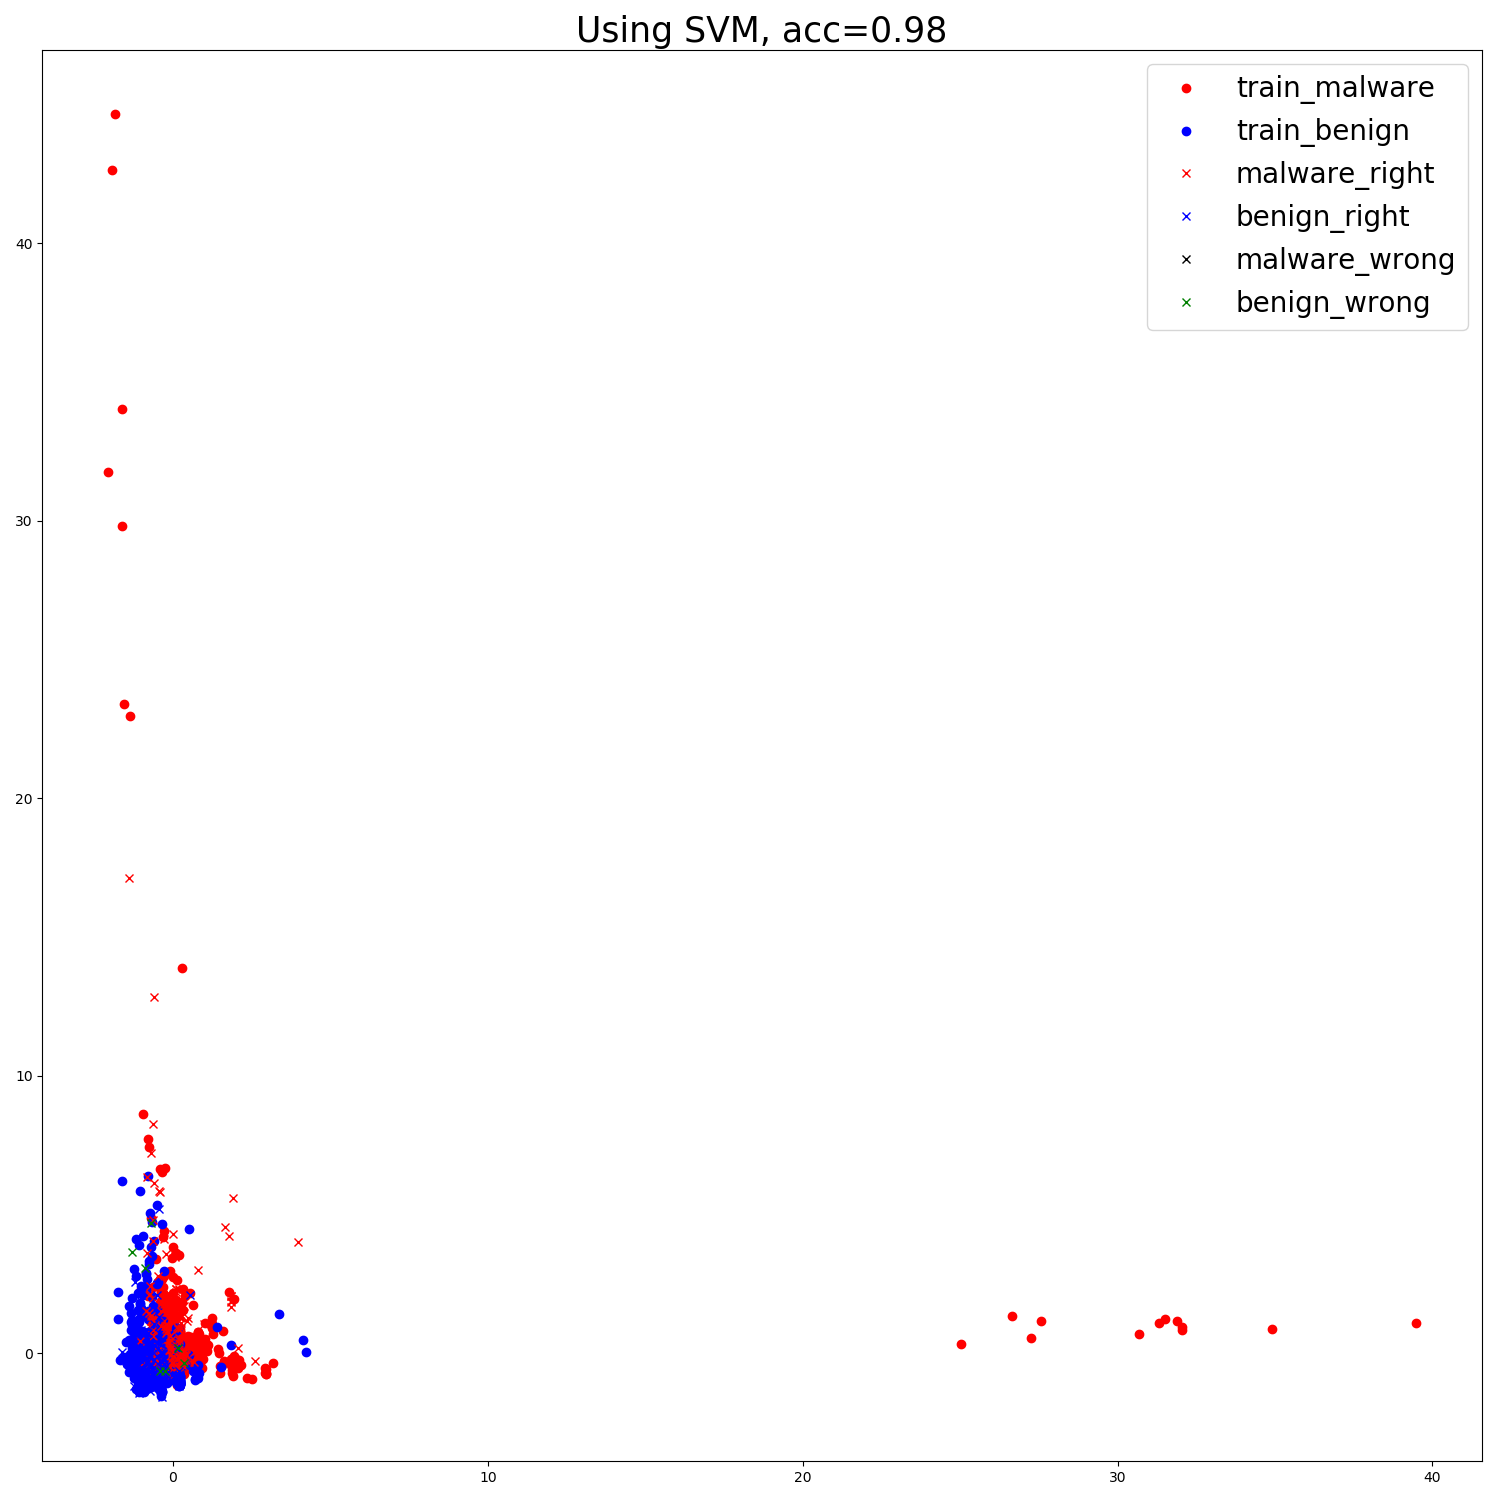 Using SVM, acc=0.98
train_malware
train_benign
malware_right
benign_right
malware_wrong
benign_wrong
40
30
20
10
0
0 10 20 30 40